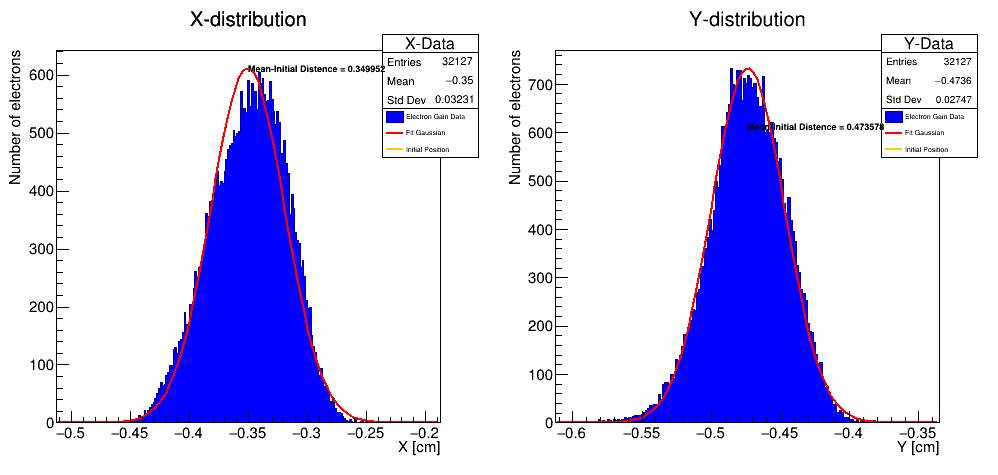 X-distribution
Number of electrons
600
500
400
300
200
100
0
Mean-Initial Distence = 0.349952
X-Data
Entries 32127
Mean −0.35
Std Dev 0.03231
Electron Gain Data
Fit Gaussian
Initial Position
−0.5 −0.45 −0.4 −0.35 −0.3 −0.25 −0.2
X [cm]
Y-distribution
Number of electrons
700
600
500
400
300
200
100
0
Mean-Initial Distence = 0.473578
Y-Data
Entries 32127
Mean −0.4736
Std Dev 0.02747
Electron Gain Data
Fit Gaussian
Initial Position
−0.6 −0.55 −0.5 −0.45 −0.4 −0.35
Y [cm]